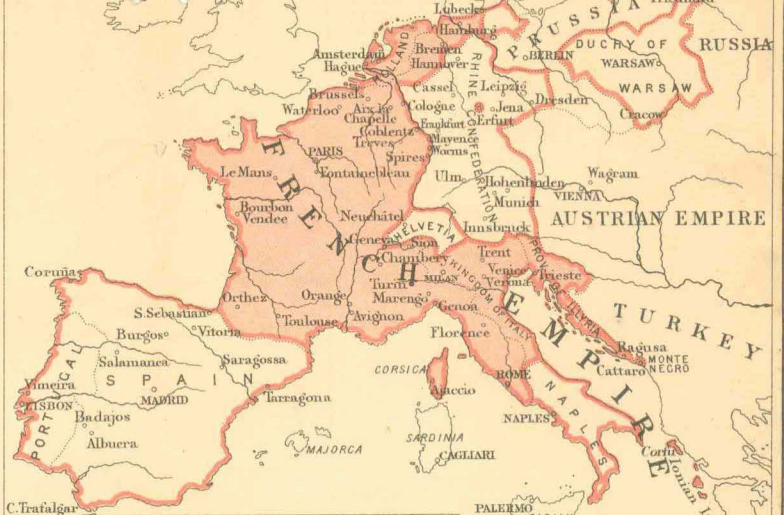 Lubeck
Hamburg
PRUSSIA
Amsterdam
Hague
HOLLAND
Bremen
Hannover
BERLIN
DUCHY OF
WARSAW
WARSAW
RUSSIA
Brussels
Waterloo
Aix la
Chapelle
Cassel
Cologne
RHINE CONFEDERATION
Leipzig
Jena
Erfurt
Dresden
Cracow
Coblentz
Treves
Frankfurt
Mayence
Worms
Spires
PARIS
Fontainebleau
Le Mans
FRENCH EMPIRE
Ulm
Hohenlinden
Munich
Wagram
VIENNA
AUSTRIAN EMPIRE
Bourbon
Vendee
Neuchâtel
HELVETIA
Innsbruck
Geneva
Sion
Chambery
Trent
MILAN
KINGDOM OF ITALY
Venice
Verona
Trieste
PROV. OF ILLYRIA
TURKEY
Coruña
Orthez
Orange
Turin
Marengo
Genoa
S.Sebastian
Toulouse
Avignon
Florence
Burgos
Vitoria
Ragusa
MONTE
NEGRO
Cattaro
Salamanca
Saragossa
SPAIN
PORTUGAL
CORSICA
Ajaccio
ROME
Vimeira
LISBON
MADRID
Tarragona
Badajos
Albuera
NAPLES
NAPLES
SARDINIA
CAGLIARI
MAJORCA
Corfu
Ionian
C.Trafalgar
PALERMO